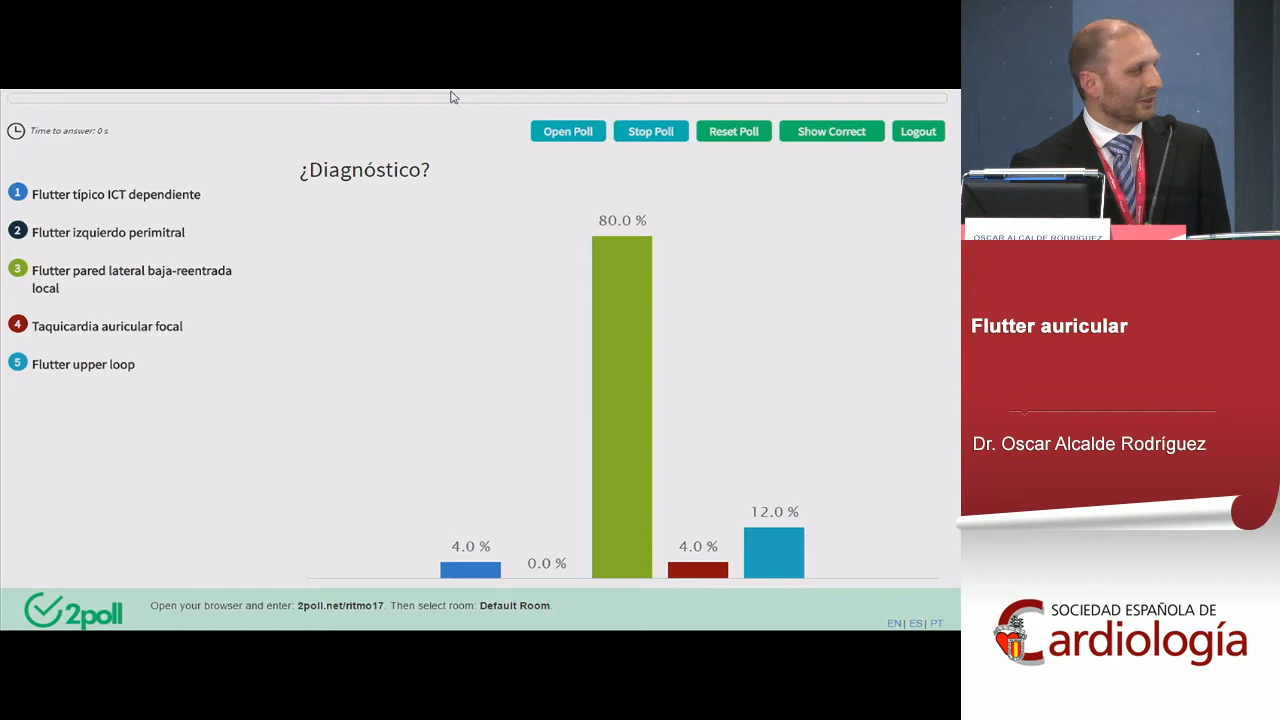 Time to answer: 0 s
Open Poll
Stop Poll
Reset Poll
Show Correct
Logout
¿Diagnóstico?
1 Flutter típico ICT dependiente
2 Flutter izquierdo perimitral
3 Flutter pared lateral baja-reentrada
local
4 Taquicardia auricular focal
5 Flutter upper loop
4.0 %
0.0 %
80.0 %
4.0 %
12.0 %
2poll
Open your browser and enter: 2poll.net/ritmo17. Then select room: Default Room.
EN| ES| PT
OSCAR ALCALDE RODRÍGUEZ
Flutter auricular
Dr. Oscar Alcalde Rodríguez
SOCIEDAD ESPAÑOLA DE
Cardiología